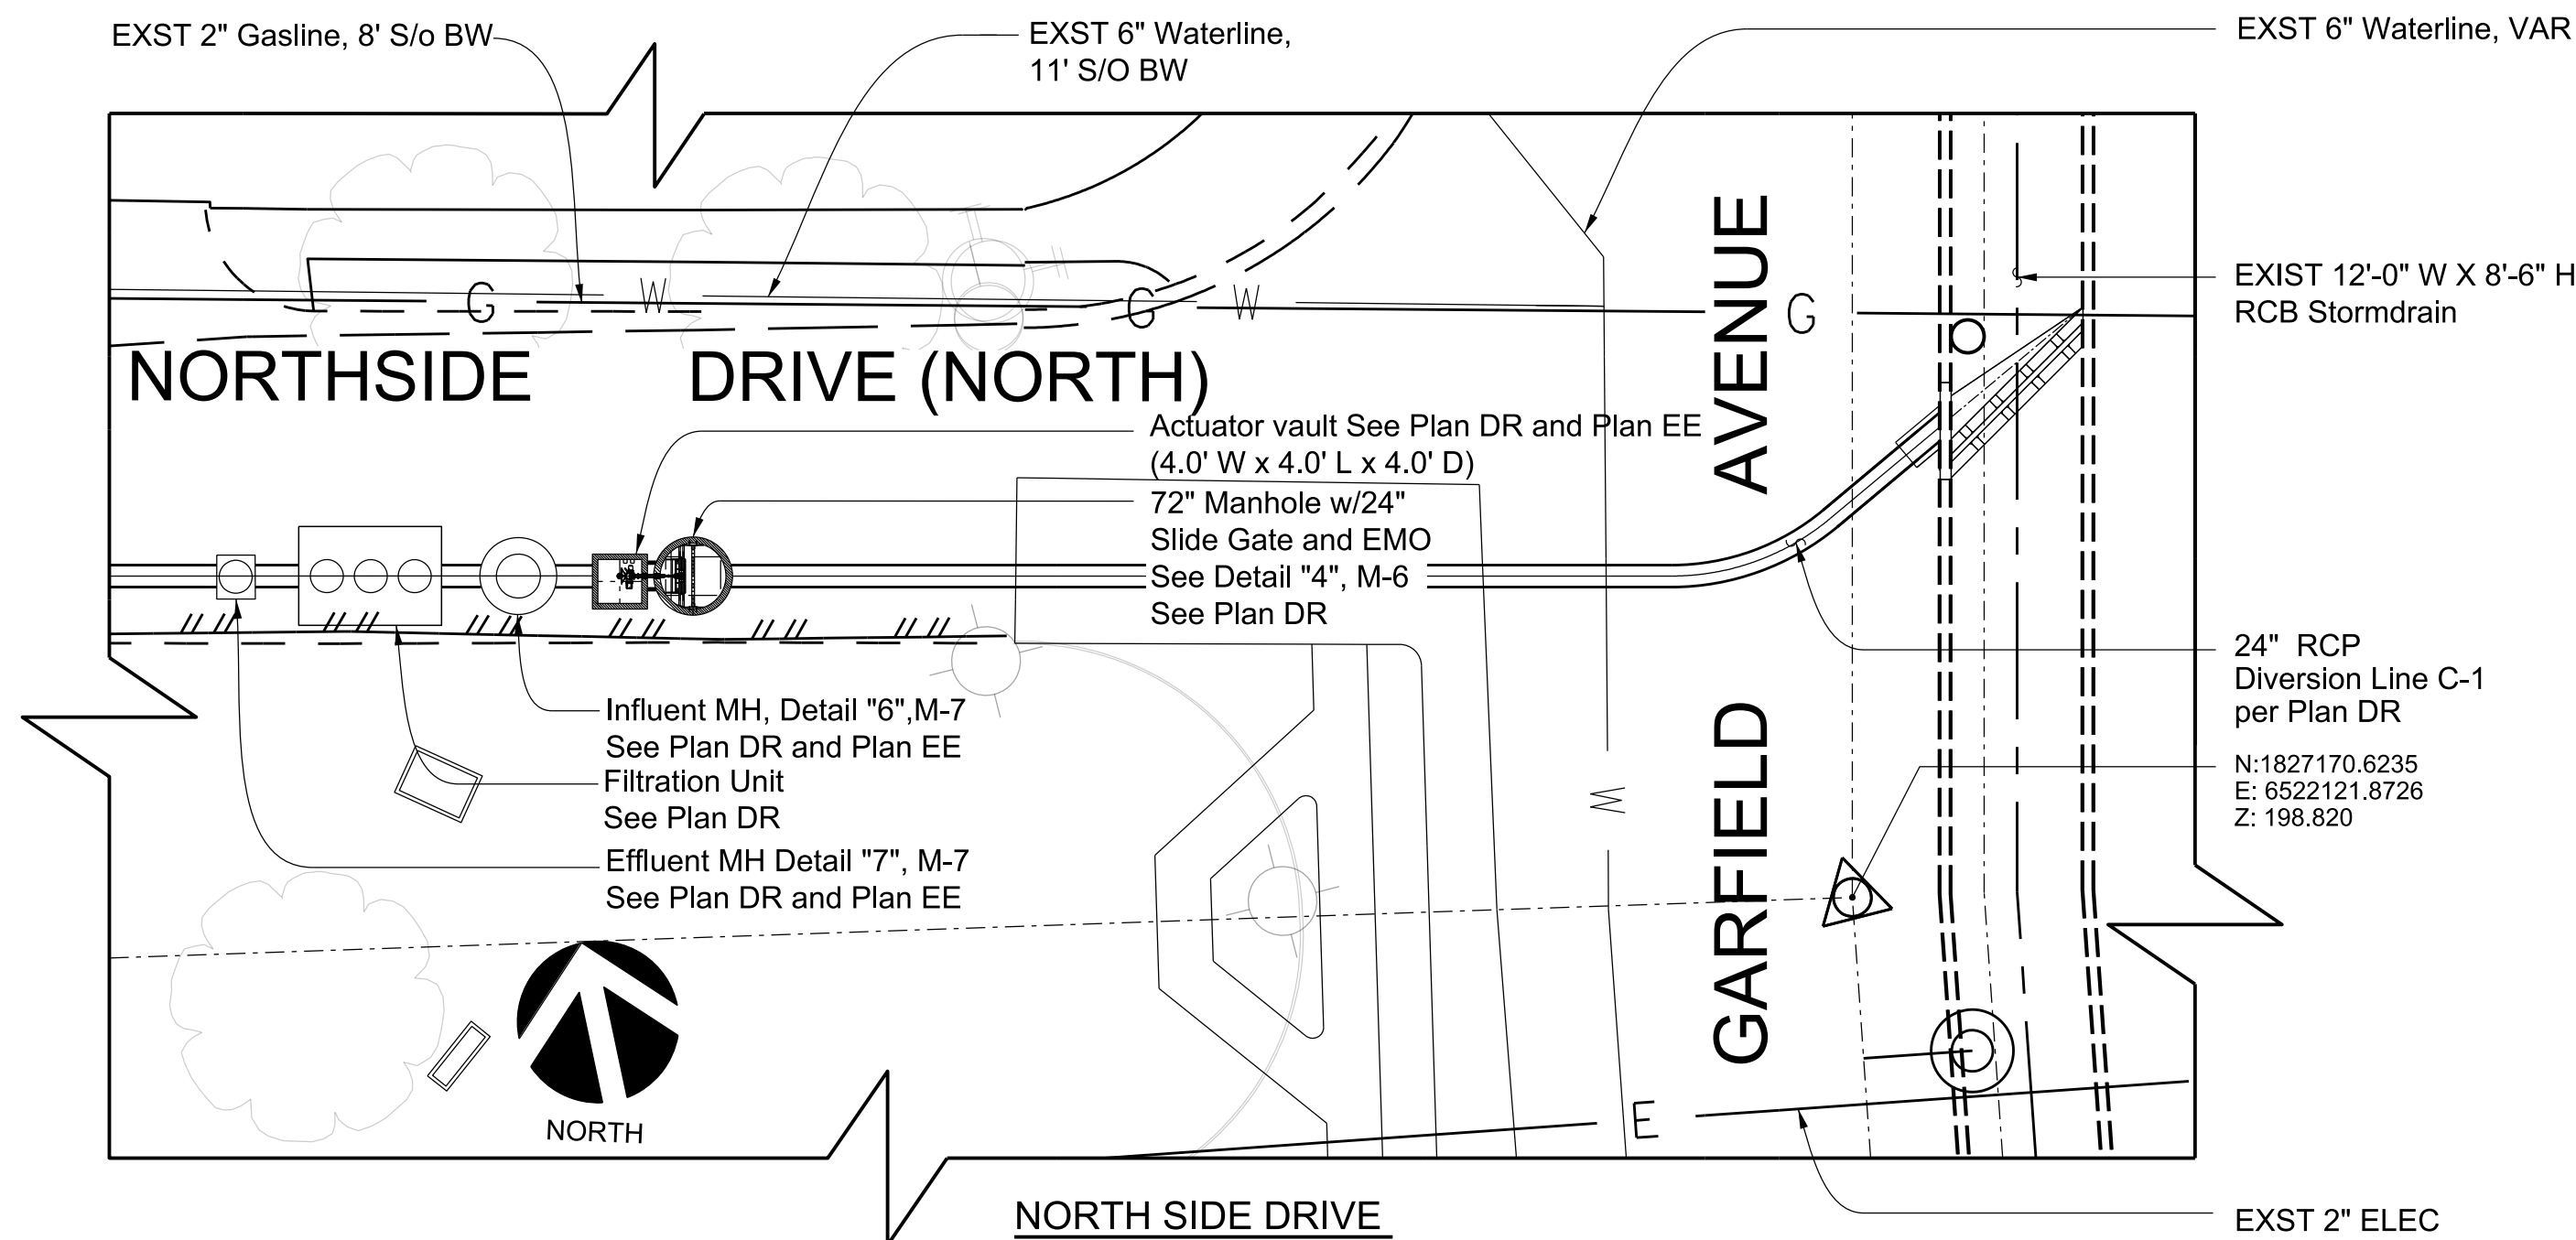 EXST 2" Gasline, 8' S/o BW
EXST 6" Waterline,
11' S/O BW
EXST 6" Waterline, VAR
G
W
G
W
G
EXIST 12'-0" W X 8'-6" H
RCB Stormdrain
NORTHSIDE DRIVE (NORTH)
GARFIELD AVENUE
Actuator vault See Plan DR and Plan EE
(4.0' W x 4.0' L x 4.0' D)
72" Manhole w/24"
Slide Gate and EMO
See Detail "4", M-6
See Plan DR
24" RCP
Diversion Line C-1
per Plan DR
Influent MH, Detail "6",M-7
See Plan DR and Plan EE
Filtration Unit
See Plan DR
Effluent MH Detail "7", M-7
See Plan DR and Plan EE
W
N:1827170.6235
E: 6522121.8726
Z: 198.820
NORTH
E
NORTH SIDE DRIVE
EXST 2" ELEC